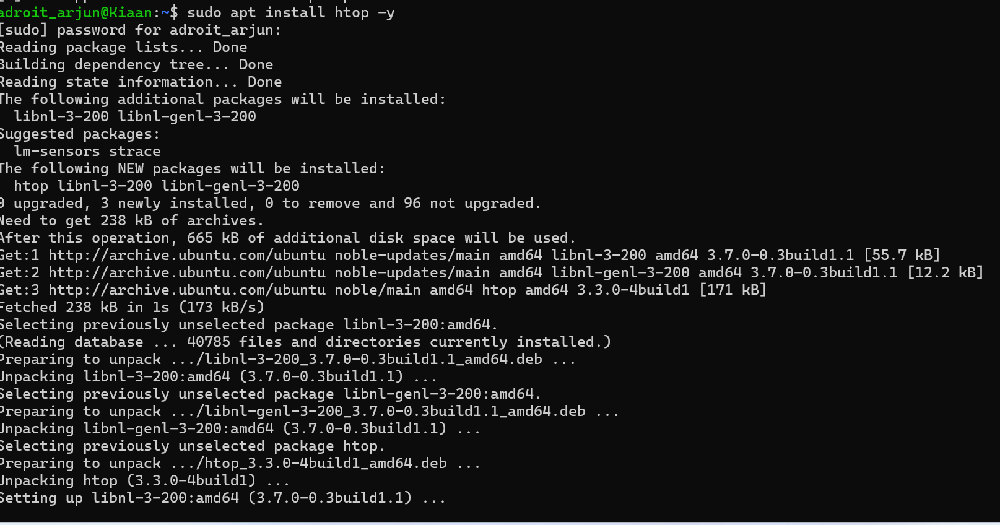 adroit_arjun@Kiaan:~$ sudo apt install htop -y
[sudo] password for adroit_arjun:
Reading package lists... Done
Building dependency tree... Done
Reading state information... Done
The following additional packages will be installed:
  libnl-3-200 libnl-genl-3-200
Suggested packages:
  lm-sensors strace
The following NEW packages will be installed:
  htop libnl-3-200 libnl-genl-3-200
0 upgraded, 3 newly installed, 0 to remove and 96 not upgraded.
Need to get 238 kB of archives.
After this operation, 665 kB of additional disk space will be used.
Get:1 http://archive.ubuntu.com/ubuntu noble-updates/main amd64 libnl-3-200 amd64 3.7.0-0.3build1.1 [55.7 kB]
Get:2 http://archive.ubuntu.com/ubuntu noble-updates/main amd64 libnl-genl-3-200 amd64 3.7.0-0.3build1.1 [12.2 kB]
Get:3 http://archive.ubuntu.com/ubuntu noble/main amd64 htop amd64 3.3.0-4build1 [171 kB]
Fetched 238 kB in 1s (173 kB/s)
Selecting previously unselected package libnl-3-200:amd64.
(Reading database ... 40785 files and directories currently installed.)
Preparing to unpack .../libnl-3-200_3.7.0-0.3build1.1_amd64.deb ...
Unpacking libnl-3-200:amd64 (3.7.0-0.3build1.1) ...
Selecting previously unselected package libnl-genl-3-200:amd64.
Preparing to unpack .../libnl-genl-3-200_3.7.0-0.3build1.1_amd64.deb ...
Unpacking libnl-genl-3-200:amd64 (3.7.0-0.3build1.1) ...
Selecting previously unselected package htop.
Preparing to unpack .../htop_3.3.0-4build1_amd64.deb ...
Unpacking htop (3.3.0-4build1) ...
Setting up libnl-3-200:amd64 (3.7.0-0.3build1.1) ...